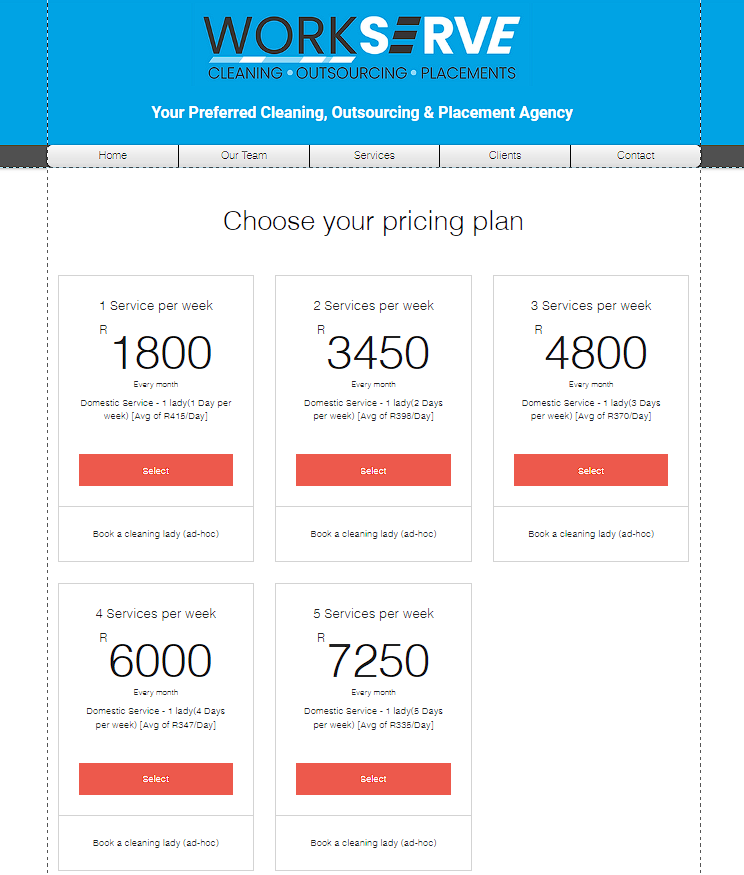 WORKSERVE
CLEANING • OUTSOURCING • PLACEMENTS
Your Preferred Cleaning, Outsourcing & Placement Agency
Home Our Team Services Clients Contact
Choose your pricing plan
1 Service per week
R
1800
Every month
Domestic Service - 1 lady(1 Day per
week) [Avg of R415/Day]
Select
Book a cleaning lady (ad-hoc)
2 Services per week
R
3450
Every month
Domestic Service - 1 lady(2 Days
per week) [Avg of R398/Day]
Select
Book a cleaning lady (ad-hoc)
3 Services per week
R
4800
Every month
Domestic Service - 1 lady(3 Days
per week) [Avg of R370/Day]
Select
Book a cleaning lady (ad-hoc)
4 Services per week
R
6000
Every month
Domestic Service - 1 lady(4 Days
per week) [Avg of R347/Day]
Select
Book a cleaning lady (ad-hoc)
5 Services per week
R
7250
Every month
Domestic Service - 1 lady(5 Days
per week) [Avg of R335/Day]
Select
Book a cleaning lady (ad-hoc)